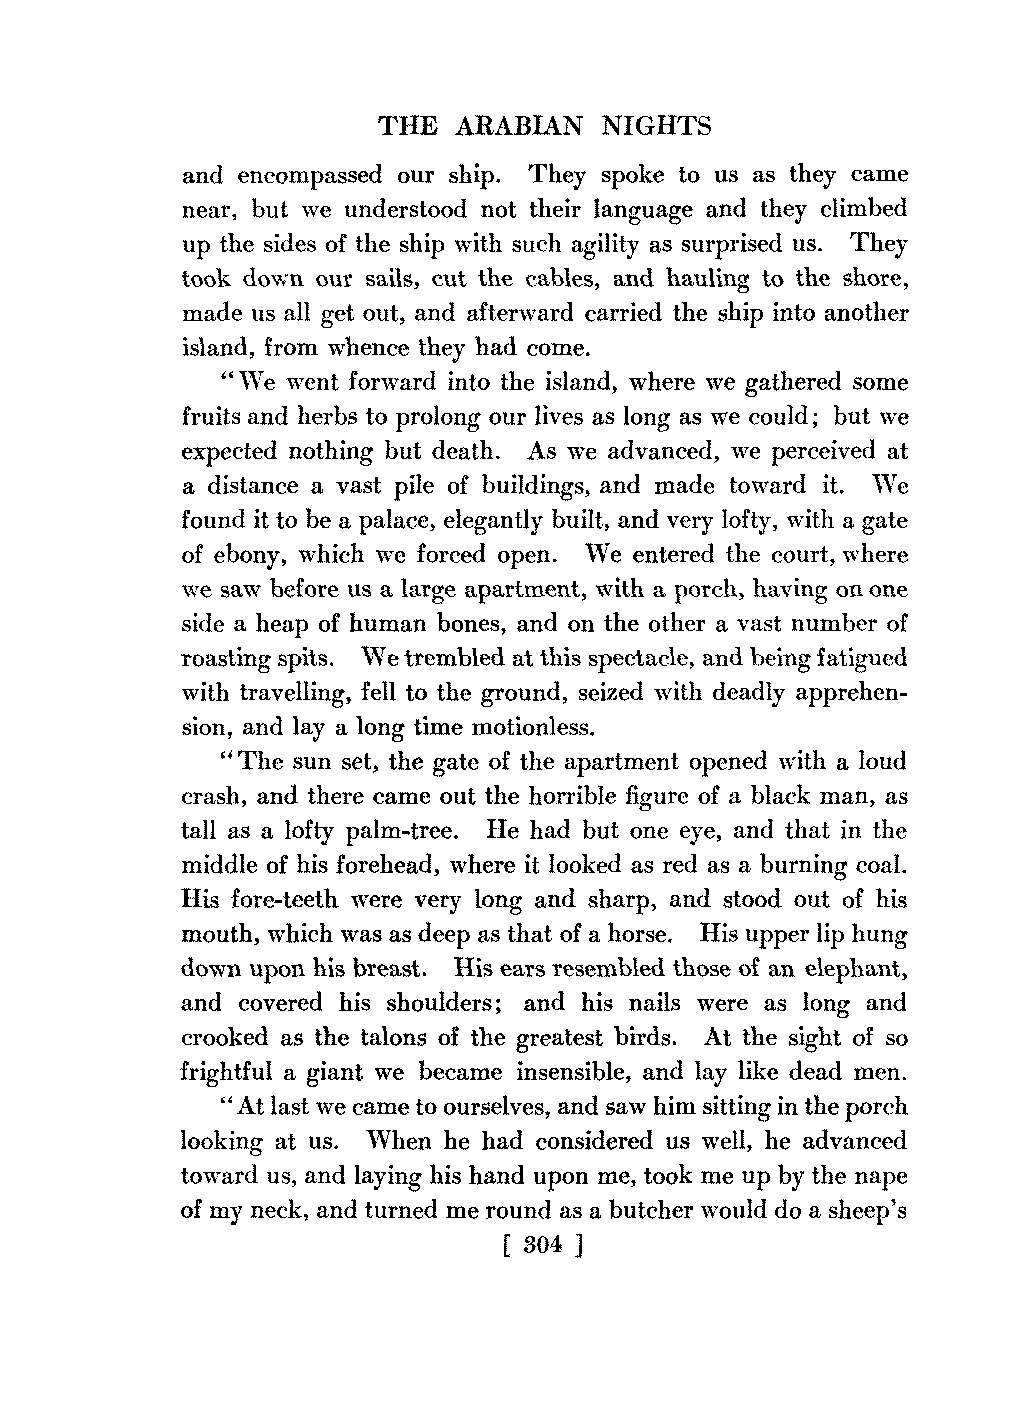 THE ARABIAN NIGHTS
and encompassed our ship. They spoke to us as they came
near, but we understood not their language and they climbed
up the sides of the ship with such agility as surprised us. They
took down our sails, cut the cables, and hauling to the shore,
made us all get out, and afterward carried the ship into another
island, from whence they had come.
“We went forward into the island, where we gathered some
fruits and herbs to prolong our lives as long as we could; but we
expected nothing but death. As we advanced, we perceived at
a distance a vast pile of buildings, and made toward it. We
found it to be a palace, elegantly built, and very lofty, with a gate
of ebony, which we forced open. We entered the court, where
we saw before us a large apartment, with a porch, having on one
side a heap of human bones, and on the other a vast number of
roasting spits. We trembled at this spectacle, and being fatigued
with travelling, fell to the ground, seized with deadly apprehen-
sion, and lay a long time motionless.
“The sun set, the gate of the apartment opened with a loud
crash, and there came out the horrible figure of a black man, as
tall as a lofty palm-tree. He had but one eye, and that in the
middle of his forehead, where it looked as red as a burning coal.
His fore-teeth were very long and sharp, and stood out of his
mouth, which was as deep as that of a horse. His upper lip hung
down upon his breast. His ears resembled those of an elephant,
and covered his shoulders; and his nails were as long and
crooked as the talons of the greatest birds. At the sight of so
frightful a giant we became insensible, and lay like dead men.
“At last we came to ourselves, and saw him sitting in the porch
looking at us. When he had considered us well, he advanced
toward us, and laying his hand upon me, took me up by the nape
of my neck, and turned me round as a butcher would do a sheep's
[ 304 ]